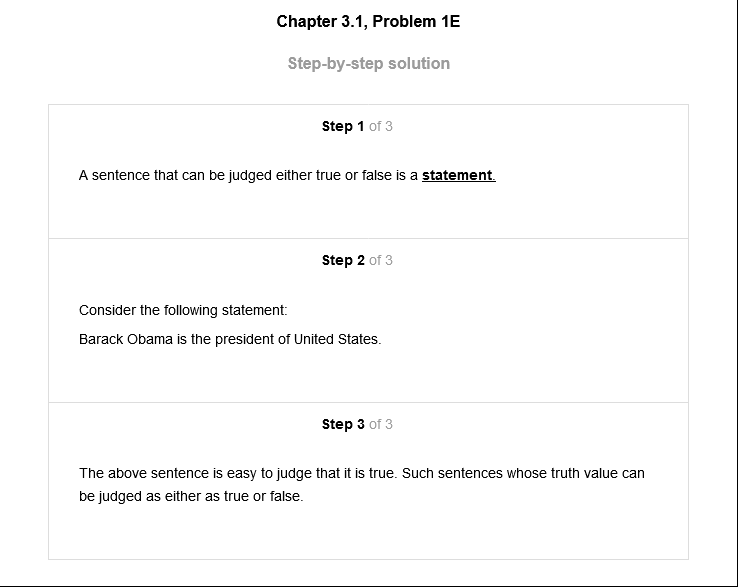 Chapter 3.1, Problem 1E
Step-by-step solution
Step 1 of 3
A sentence that can be judged either true or false is a statement.
Step 2 of 3
Consider the following statement:
Barack Obama is the president of United States.
Step 3 of 3
The above sentence is easy to judge that it is true. Such sentences whose truth value can
be judged as either as true or false.